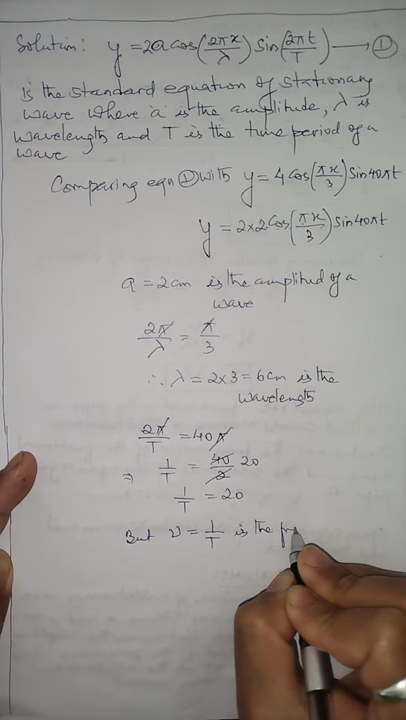 Solution: y = 2a cos(2πx/λ) sin(2πt/T) → ①
Is the standard equation of stationary
wave where 'a' is the amplitude, λ is
wavelength and T is the time period of a
wave
Comparing eqn ① with y = 4 cos(πx/3) sin 40πt
y = 2×2 cos(πx/3) sin 40πt
a = 2cm is the amplitud of a
wave
2π/λ = π/3
∴ λ = 2×3 = 6cm is the
wavelength
2π/T = 40π
⇒ 1/T = 40/2 20
1/T = 20
But ν = 1/T is the